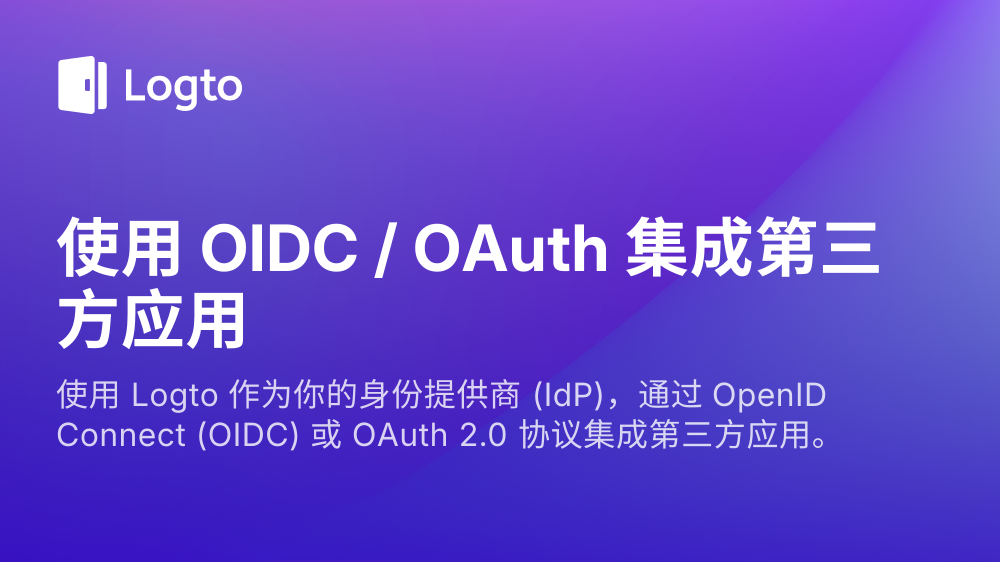 Logto
使用 OIDC / OAuth 集成第三
方应用
使用 Logto 作为你的身份提供商 (IdP)，通过 OpenID
Connect (OIDC) 或 OAuth 2.0 协议集成第三方应用。